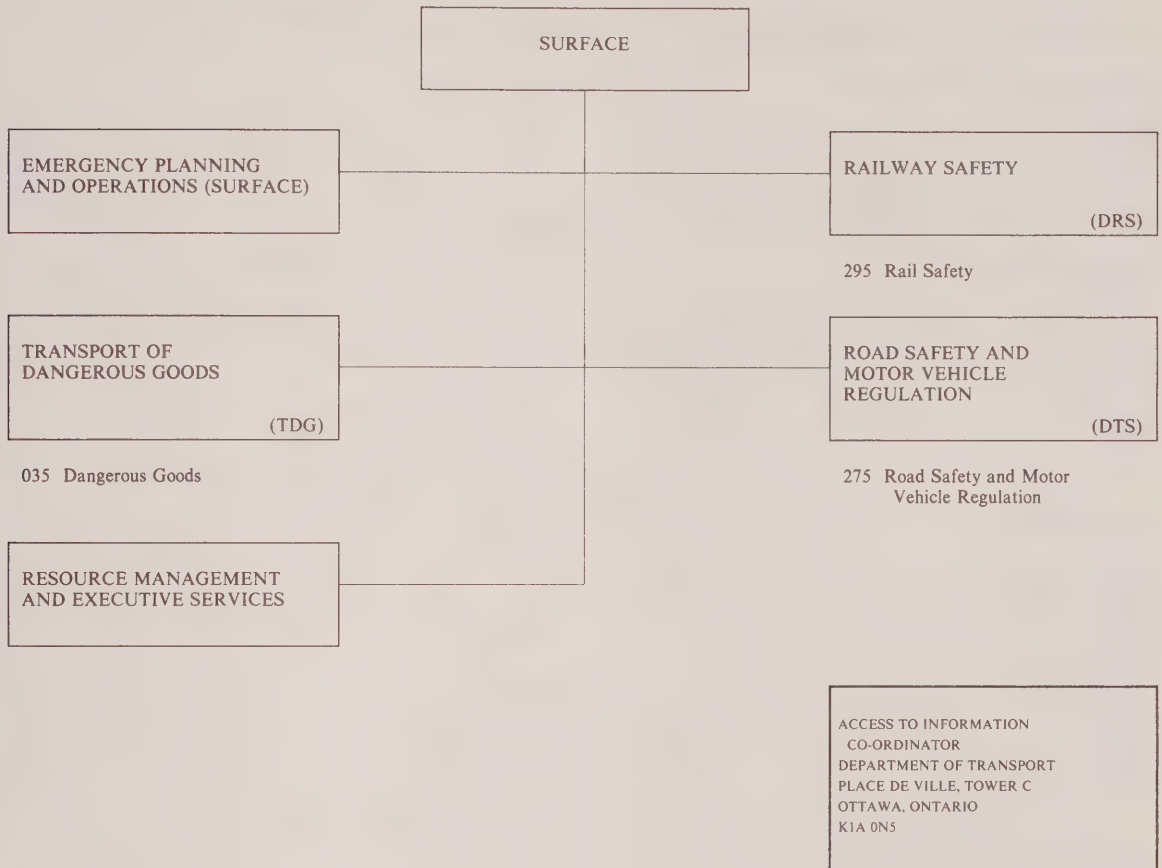 SURFACE
EMERGENCY PLANNING
AND OPERATIONS (SURFACE)
RAILWAY SAFETY
(DRS)
295 Rail Safety
TRANSPORT OF
DANGEROUS GOODS
(TDG)
035 Dangerous Goods
ROAD SAFETY AND
MOTOR VEHICLE
REGULATION
(DTS)
275 Road Safety and Motor
Vehicle Regulation
RESOURCE MANAGEMENT
AND EXECUTIVE SERVICES
ACCESS TO INFORMATION
CO-ORDINATOR
DEPARTMENT OF TRANSPORT
PLACE DE VILLE, TOWER C
OTTAWA, ONTARIO
K1A 0N5